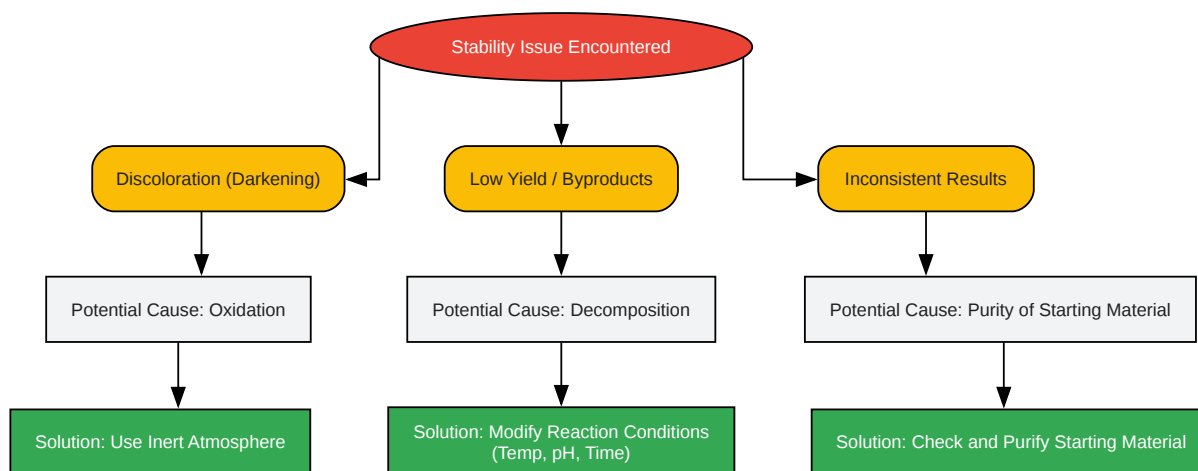 Stability Issue Encountered
Discoloration (Darkening)
Low Yield / Byproducts
Inconsistent Results
Potential Cause: Oxidation
Potential Cause: Decomposition
Potential Cause: Purity of Starting Material
Solution: Use Inert Atmosphere
Solution: Modify Reaction Conditions
(Temp, pH, Time)
Solution: Check and Purify Starting Material